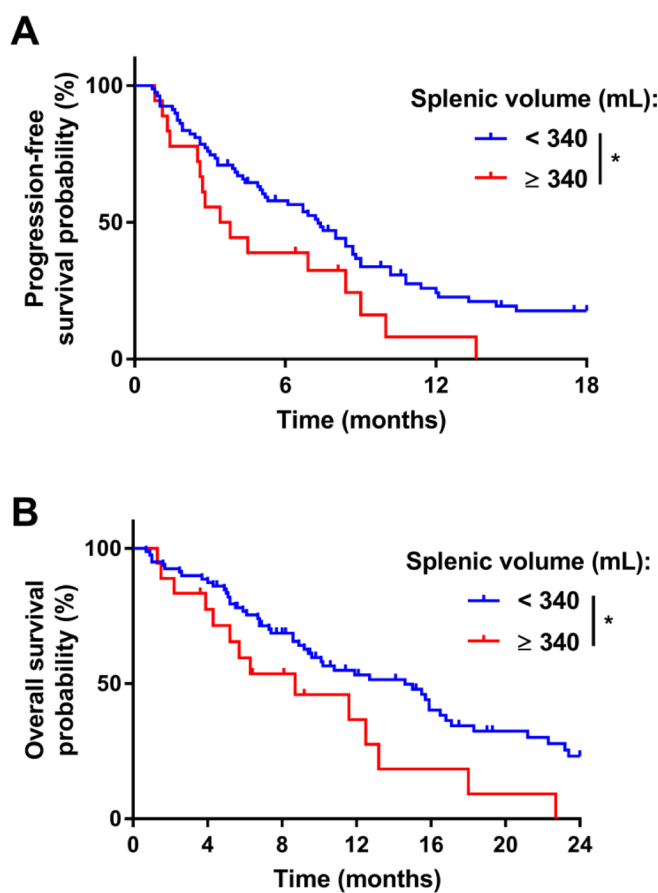 A
Progression-free
survival probability (%)
100
50
0
0 6 12 18
Time (months)
Splenic volume (mL):
< 340
≥ 340
*
B
Overall survival
probability (%)
100
50
0
0 4 8 12 16 20 24
Time (months)
Splenic volume (mL):
< 340
≥ 340
*